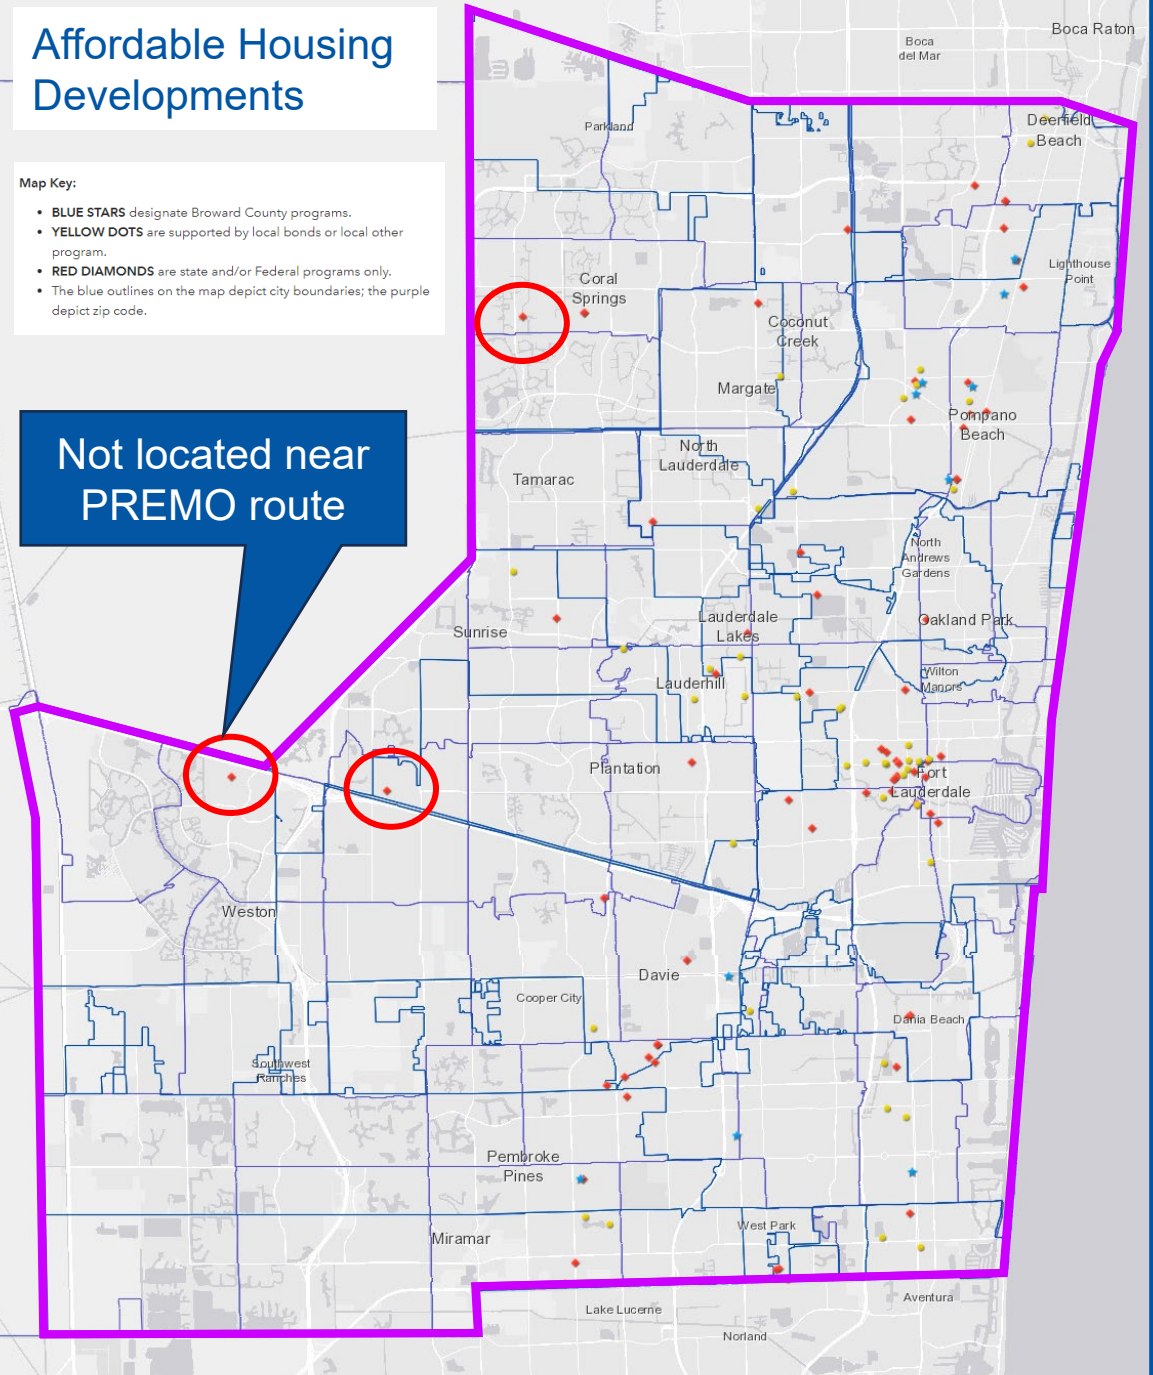 Affordable Housing
Developments
Map Key:
• BLUE STARS designate Broward County programs.
• YELLOW DOTS are supported by local bonds or local other
program.
• RED DIAMONDS are state and/or Federal programs only.
• The blue outlines on the map depict city boundaries; the purple
depict zip code.
Not located near
PREMO route
Boca Raton
Boca
del Mar
Deerfield
Beach
Parkland
Lighthouse
Point
Coral
Springs
Coconut
Creek
Margate
Pompano
Beach
North
Lauderdale
Tamarac
North
Andrews
Gardens
Lauderdale
Lakes
Oakland Park
Sunrise
Wilton
Manors
Lauderhill
Plantation
Fort
Lauderdale
Weston
Davie
Cooper City
Dania Beach
Southwest
Ranches
Pembroke
Pines
West Park
Miramar
Aventura
Lake Lucerne
Norland